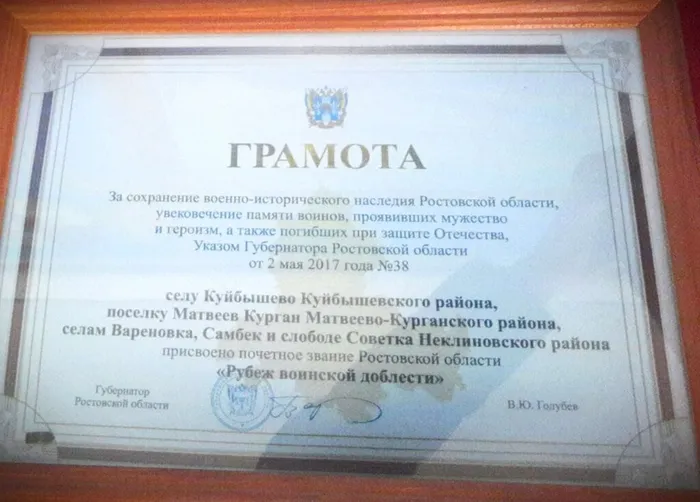 ГРАМОТА
За сохранение военно-исторического наследия Ростовской области,
увековечение памяти воинов, проявивших мужество
и героизм, а также погибших при защите Отечества,
Указом Губернатора Ростовской области
от 2 мая 2017 года №38
селу Куйбышево Куйбышевского района,
поселку Матвеев Курган Матвеево-Курганского района,
селам Вареновка, Самбек и слободе Советка Неклиновского района
присвоено почетное звание Ростовской области
«Рубеж воинской доблести»
Губернатор
Ростовской области
В.Ю. Голубев